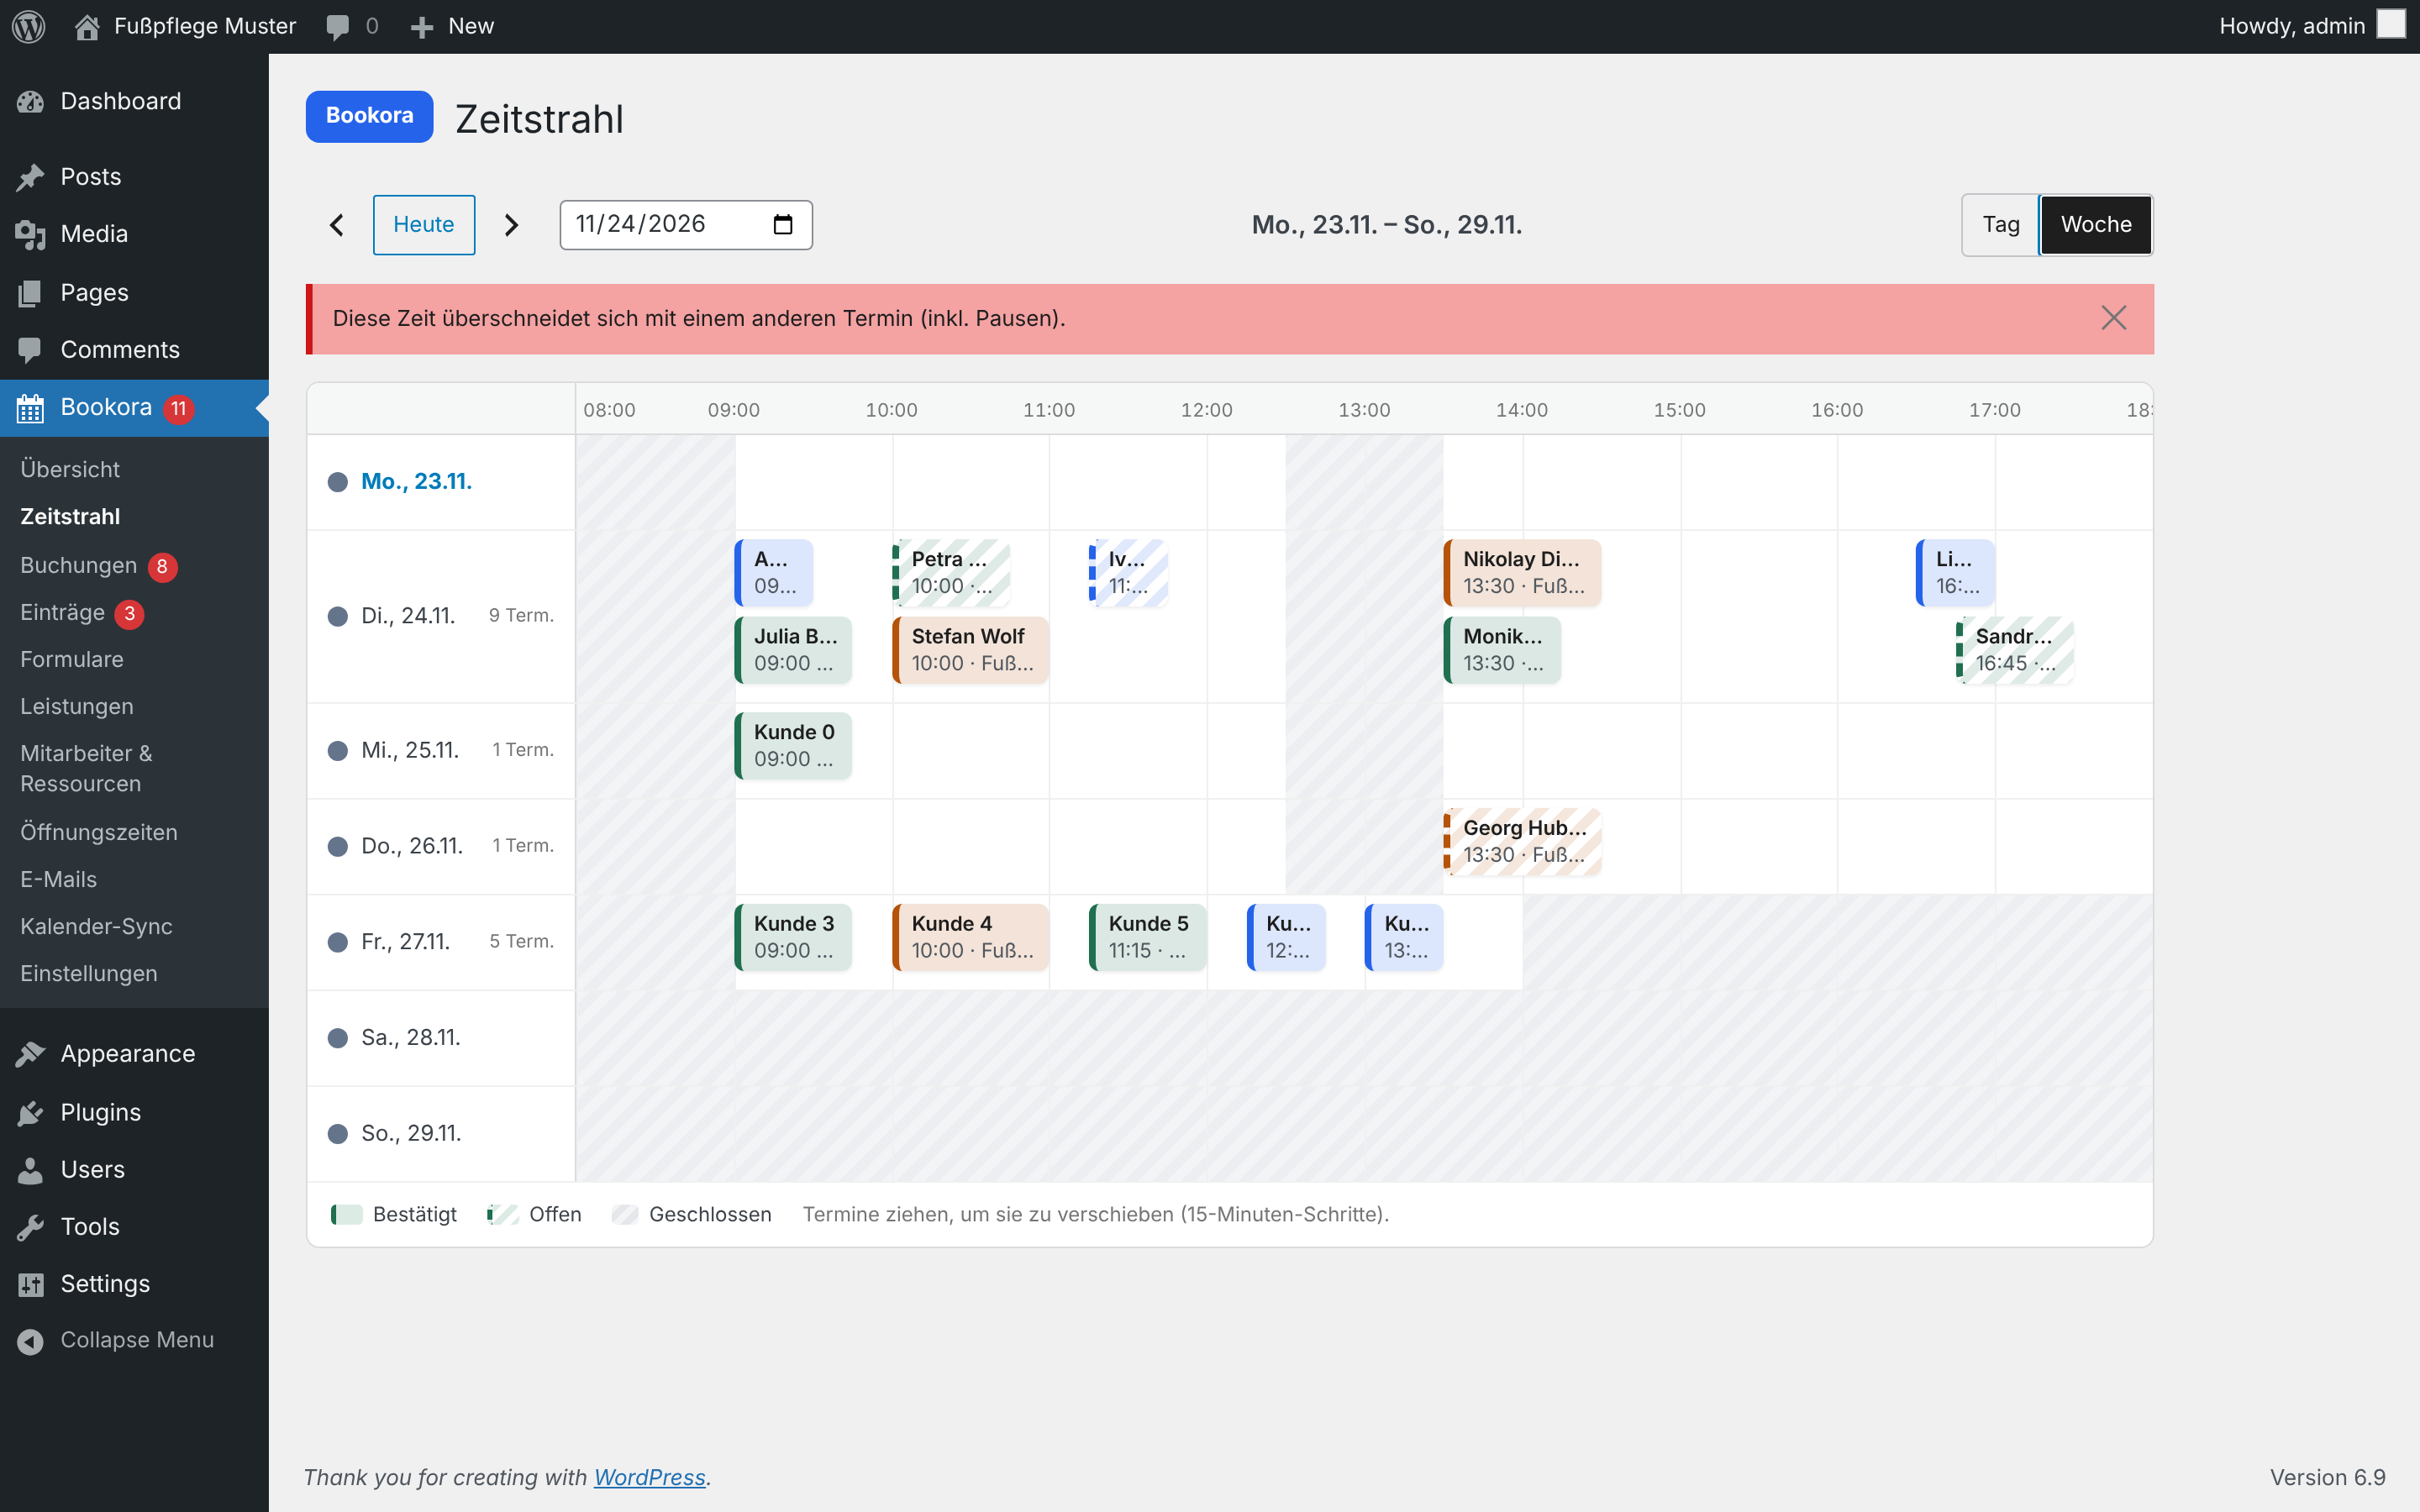 Fußpflege Muster 0 New Howdy, admin
Dashboard
Posts
Media
Pages
Comments
Bookora 11
Übersicht
Zeitstrahl
Buchungen 8
Einträge 3
Formulare
Leistungen
Mitarbeiter &
Ressourcen
Öffnungszeiten
E-Mails
Kalender-Sync
Einstellungen
Appearance
Plugins
Users
Tools
Settings
Collapse Menu
Bookora Zeitstrahl
Heute 11/24/2026 Mo., 23.11. – So., 29.11. Tag Woche
Diese Zeit überschneidet sich mit einem anderen Termin (inkl. Pausen).
08:00 09:00 10:00 11:00 12:00 13:00 14:00 15:00 16:00 17:00 18:
Mo., 23.11.
Di., 24.11. 9 Term.
A... Petra ... Iv... Nikolay Di... Li...
09... 10:00 ·... 11:... 13:30 · Fuß... 16:...
Julia B... Stefan Wolf Monik... Sandr...
09:00 ... 10:00 · Fuß... 13:30 ·... 16:45 ·...
Mi., 25.11. 1 Term.
Kunde 0
09:00 ...
Do., 26.11. 1 Term.
Georg Hub...
13:30 · Fuß...
Fr., 27.11. 5 Term.
Kunde 3 Kunde 4 Kunde 5 Ku... Ku...
09:00 ... 10:00 · Fuß... 11:15 · ... 12:... 13:...
Sa., 28.11.
So., 29.11.
Bestätigt Offen Geschlossen Termine ziehen, um sie zu verschieben (15-Minuten-Schritte).
Thank you for creating with WordPress. Version 6.9